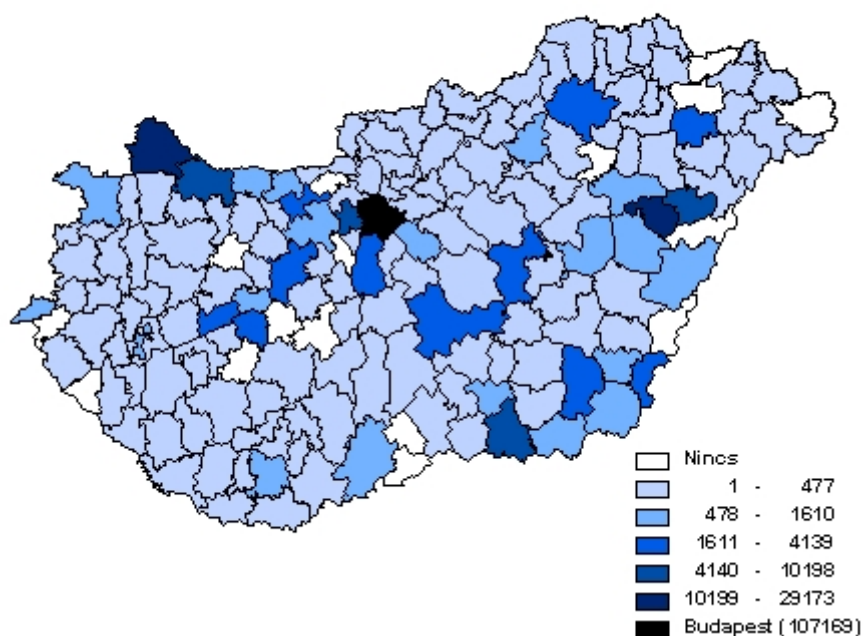 Nincs
1 - 477
478 - 1610
1611 - 4139
4140 - 10198
10199 - 29173
Budapest (107169)